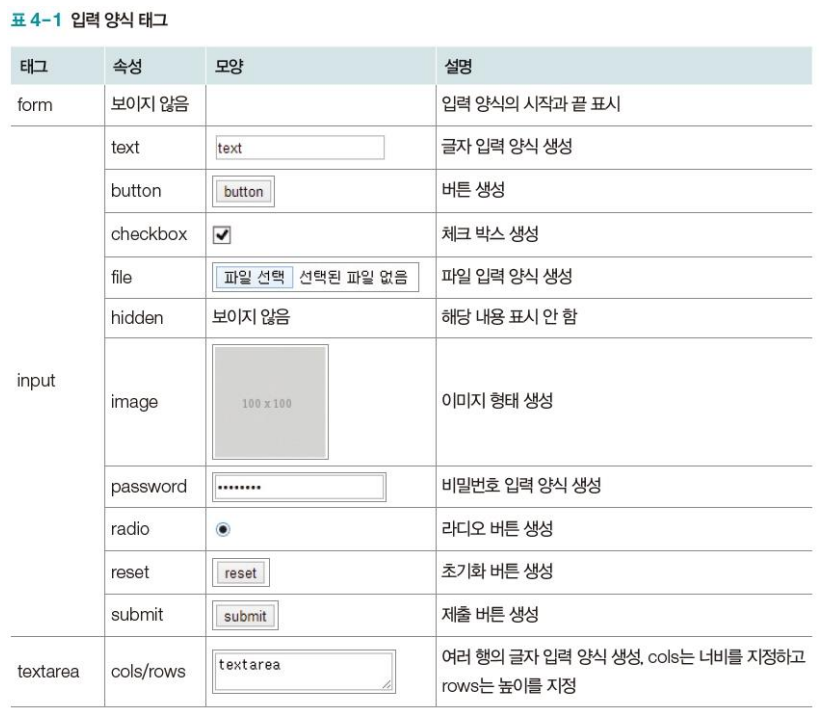 표 4-1 입력 양식 태그
태그 속성 모양 설명
form 보이지 않음 입력 양식의 시작과 끝 표시
input
text text 글자 입력 양식 생성
button button 버튼 생성
checkbox 체크 박스 생성
file 파일 선택 선택된 파일 없음 파일 입력 양식 생성
hidden 보이지 않음 해당 내용 표시 안 함
image 100 x 100 이미지 형태 생성
password •••••••• 비밀번호 입력 양식 생성
radio 라디오 버튼 생성
reset reset 초기화 버튼 생성
submit submit 제출 버튼 생성
textarea cols/rows textarea 여러 행의 글자 입력 양식 생성, cols는 너비를 지정하고
rows는 높이를 지정